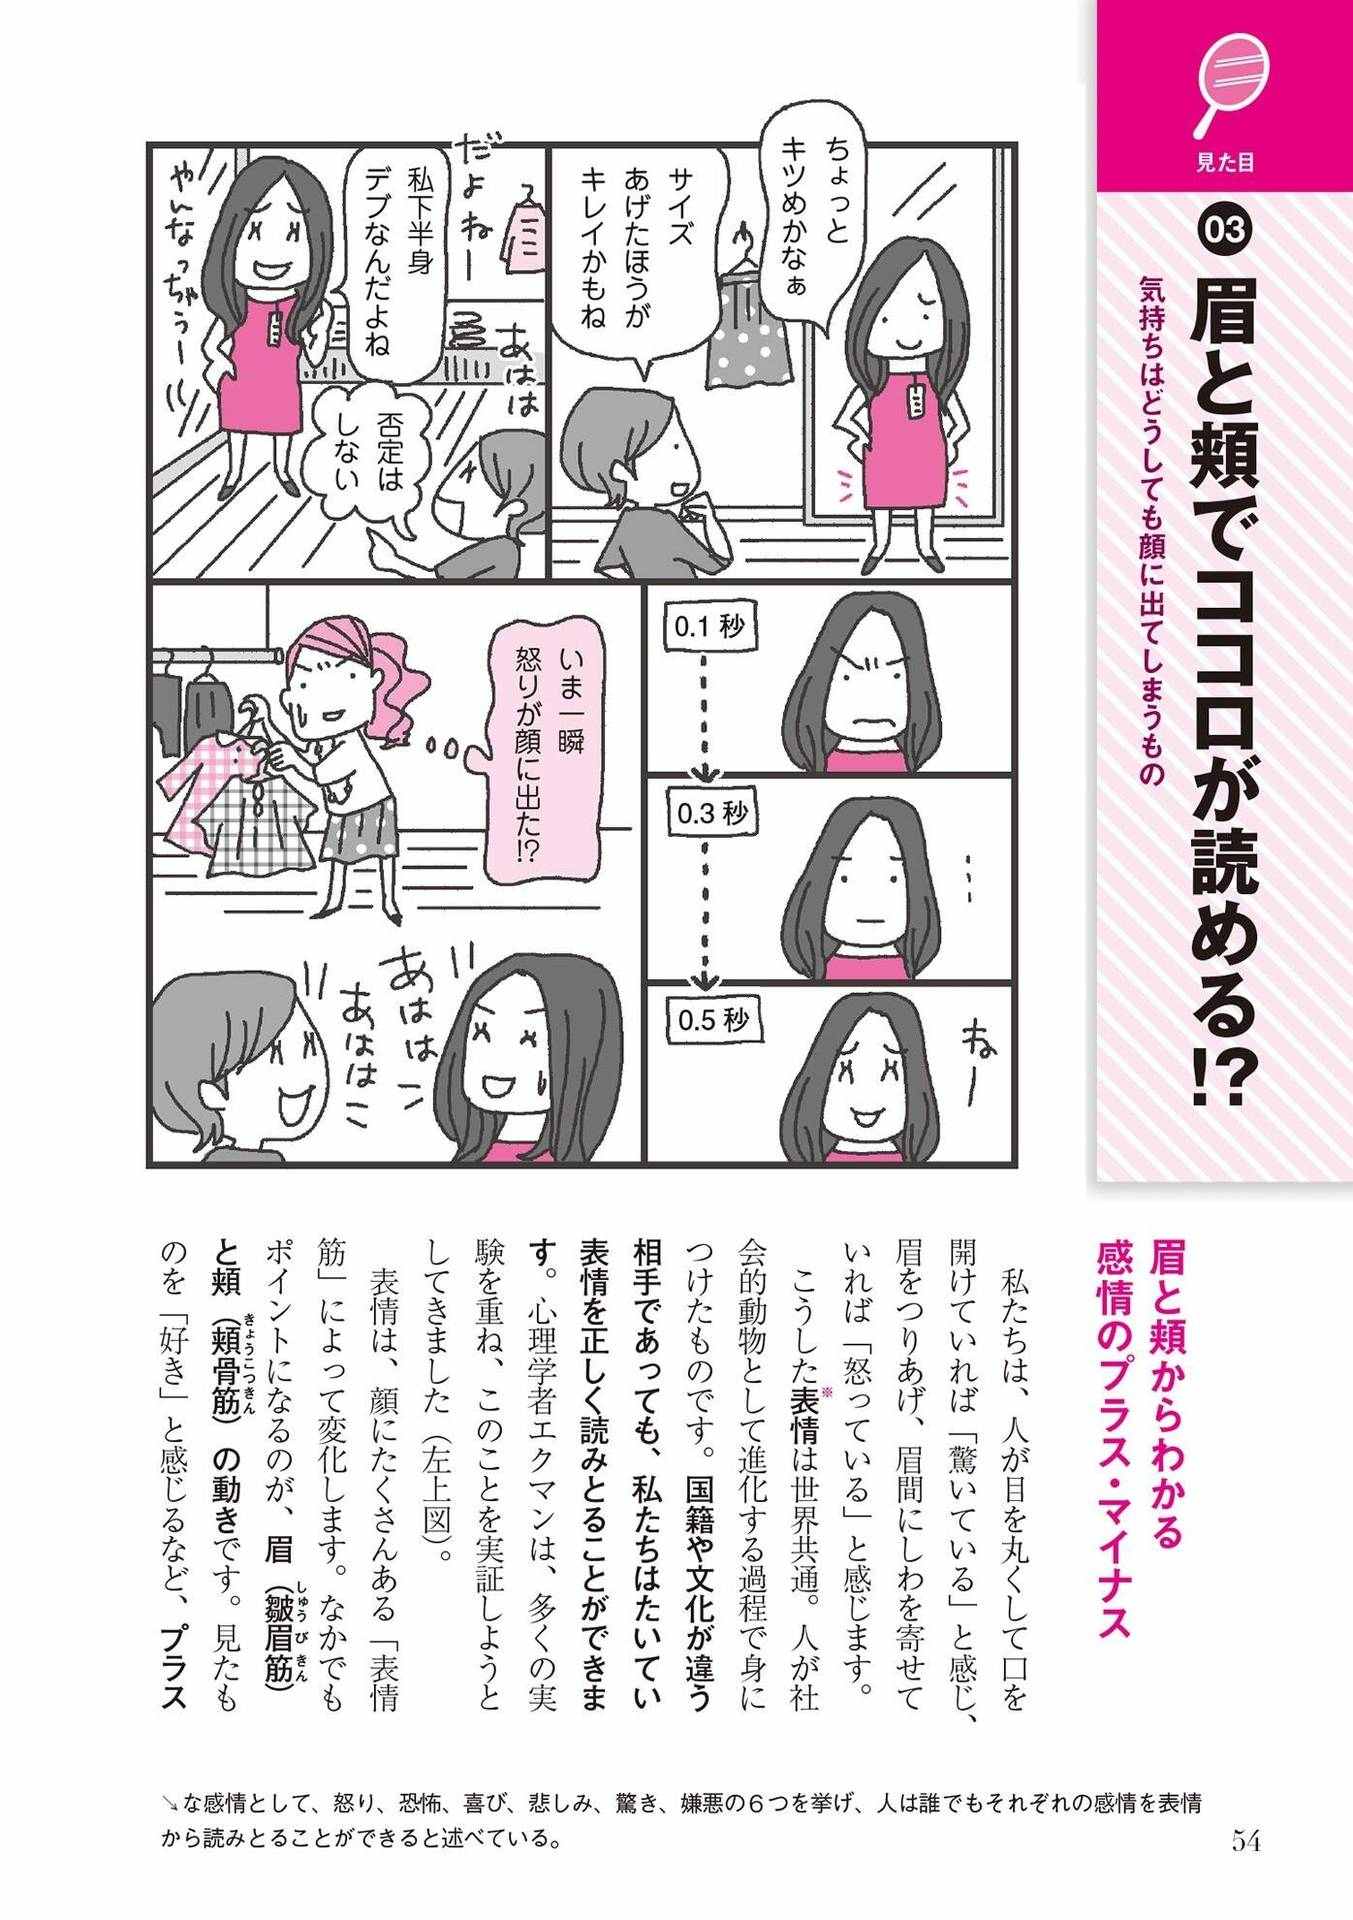 見た目
03
眉と頬でココロが読める!?
気持ちはどうしても顔に出てしまうもの
ちょっと
キツめかなぁ
サイズ
あげたほうが
キレイかもね
だよねー
私下半身
デブなんだよね
やんなっちゃうー
あはは
否定は
しない
0.1 秒
0.3 秒
…
0.5 秒
ねー
いま一瞬
怒りが顔に出た!?
あはは
あはは
眉と頬からわかる
感情のプラス・マイナス
私たちは、人が目を丸くして口を
開けていれば「驚いている」と感じ、
眉をつりあげ、眉間にしわを寄せて
いれば「怒っている」と感じます。
こうした表情※は世界共通。人が社
会的動物として進化する過程で身に
つけたものです。国籍や文化が違う
相手であっても、私たちはたいてい
表情を正しく読みとることができま
す。心理学者エクマンは、多くの実
験を重ね、このことを実証しようと
してきました（左上図）。
表情は、顔にたくさんある「表情
筋」によって変化します。なかでも
ポイントになるのが、眉（皺眉筋）
しゅうびきん
と頬（頬骨筋）の動きです。見たも
きょうこつきん
のを「好き」と感じるなど、プラス
↘な感情として、怒り、恐怖、喜び、悲しみ、驚き、嫌悪の６つを挙げ、人は誰でもそれぞれの感情を表情
から読みとることができると述べている。
54